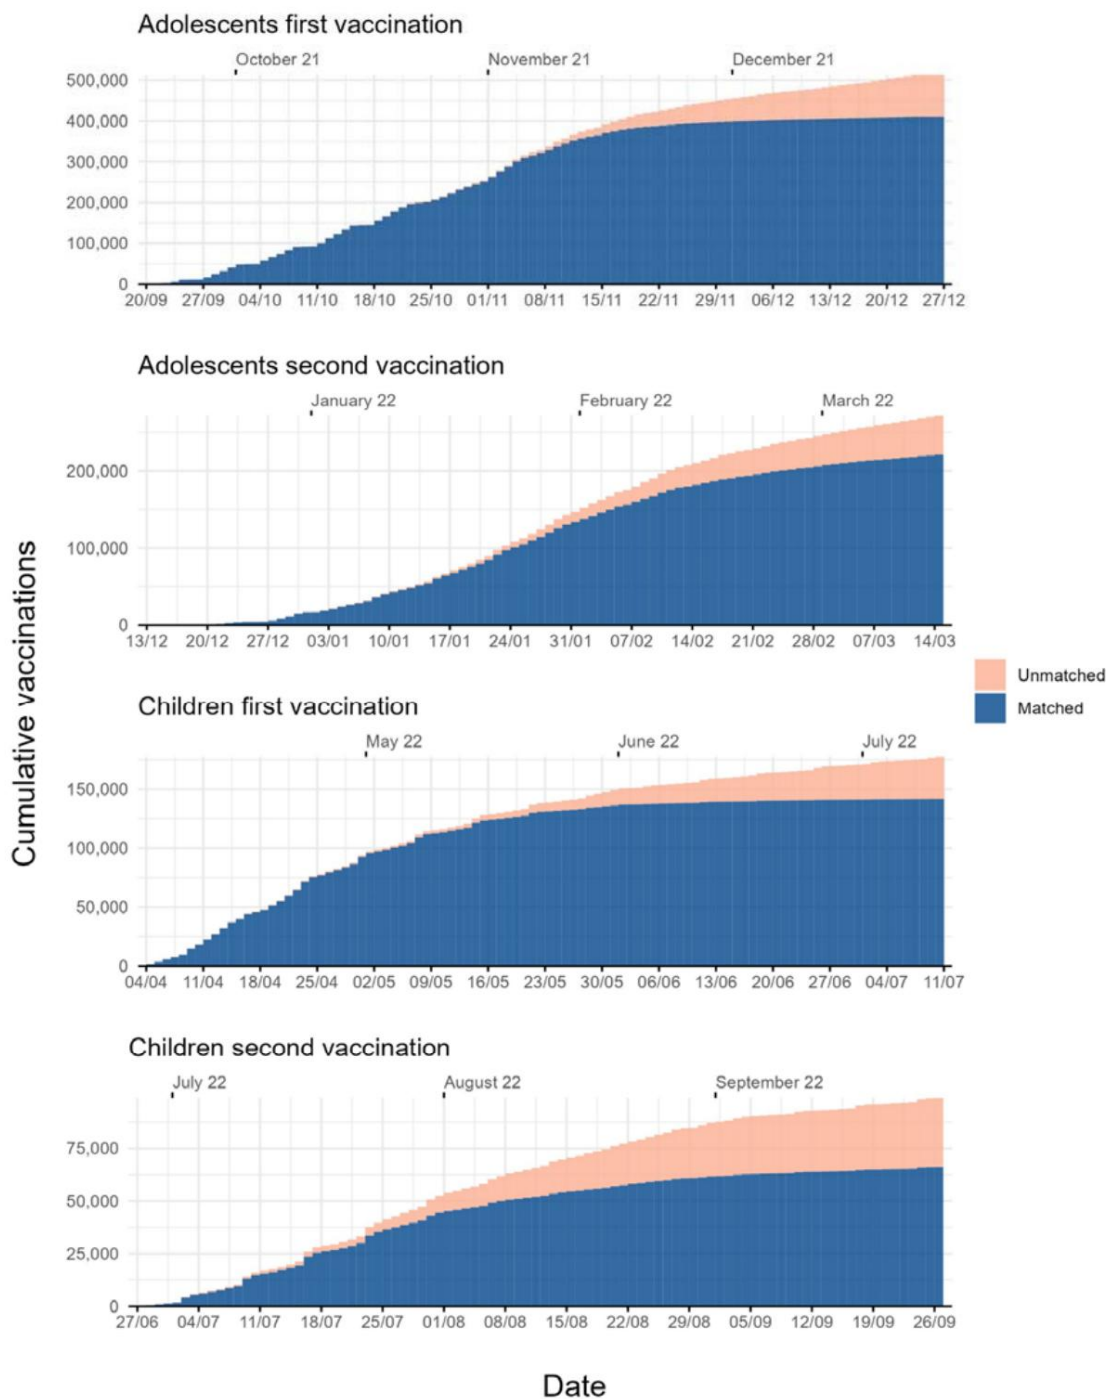 Adolescents first vaccination
October 21 November 21 December 21
500,000
400,000
300,000
200,000
100,000
0
20/09 27/09 04/10 11/10 18/10 25/10 01/11 08/11 15/11 22/11 29/11 06/12 13/12 20/12 27/12
Adolescents second vaccination
January 22 February 22 March 22
200,000
100,000
0
13/12 20/12 27/12 03/01 10/01 17/01 24/01 31/01 07/02 14/02 21/02 28/02 07/03 14/03
Cumulative vaccinations
Unmatched
Matched
Children first vaccination
May 22 June 22 July 22
150,000
100,000
50,000
0
04/04 11/04 18/04 25/04 02/05 09/05 16/05 23/05 30/05 06/06 13/06 20/06 27/06 04/07 11/07
Children second vaccination
July 22 August 22 September 22
75,000
50,000
25,000
0
27/06 04/07 11/07 18/07 25/07 01/08 08/08 15/08 22/08 29/08 05/09 12/09 19/09 26/09
Date